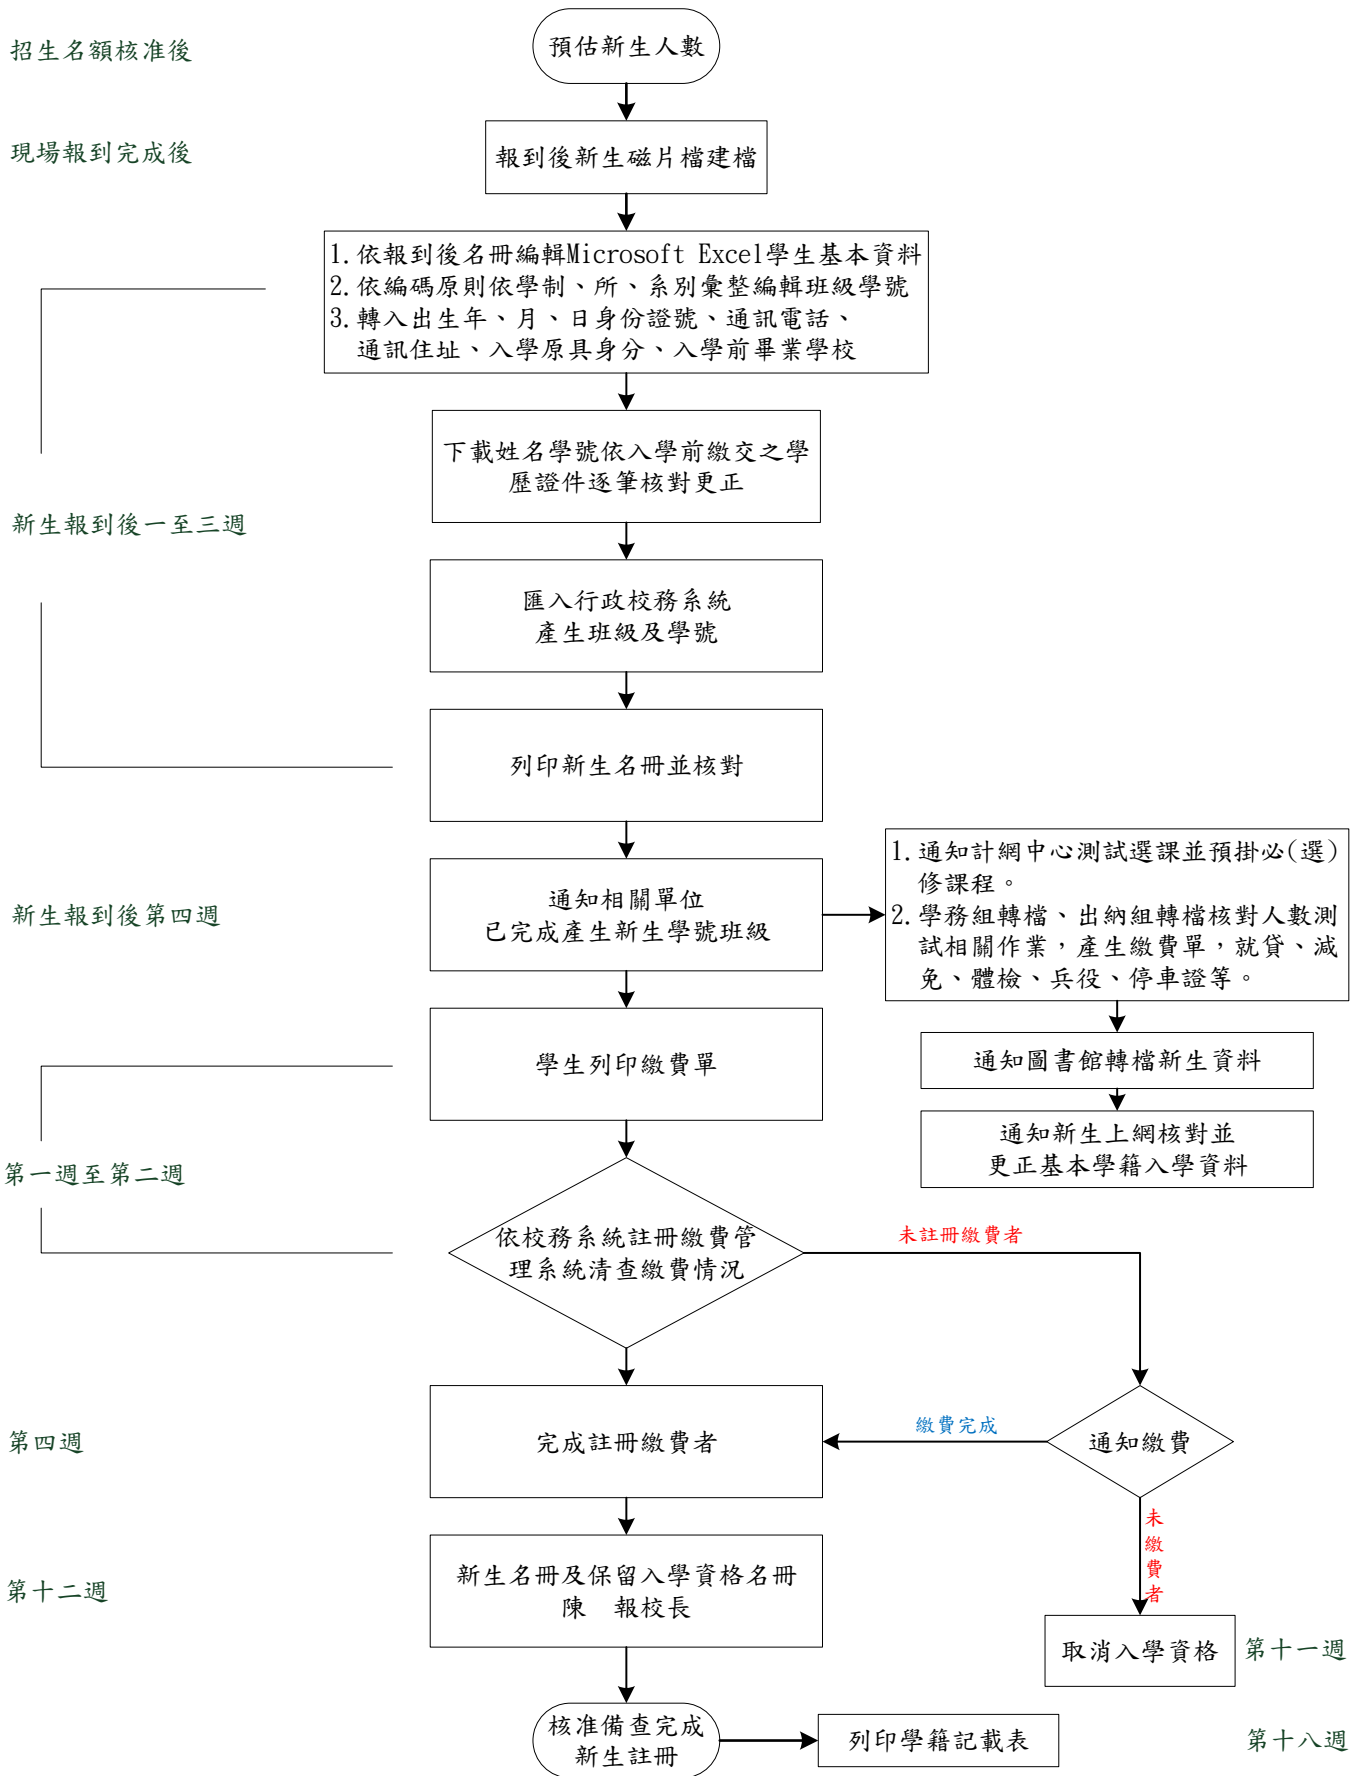 招生名額核准後
預估新生人數
現場報到完成後
報到後新生磁片檔建檔
1.依報到後名冊編輯Microsoft Excel學生基本資料
2.依編碼原則依學制、所、系別彙整編輯班級學號
3.轉入出生年、月、日身份證號、通訊電話、
通訊住址、入學原具身分、入學前畢業學校
下載姓名學號依入學前繳交之學
歷證件逐筆核對更正
新生報到後一至三週
匯入行政校務系統
產生班級及學號
列印新生名冊並核對
新生報到後第四週
通知相關單位
已完成產生新生學號班級
1.通知計網中心測試選課並預掛必(選)
修課程。
2.學務組轉檔、出納組轉檔核對人數測
試相關作業，產生繳費單，就貸、減
免、體檢、兵役、停車證等。
通知圖書館轉檔新生資料
通知新生上網核對並
更正基本學籍入學資料
學生列印繳費單
第一週至第二週
依校務系統註冊繳費管
理系統清查繳費情況
未註冊繳費者
第四週
完成註冊繳費者
繳費完成
通知繳費
未
繳
費
者
第十二週
新生名冊及保留入學資格名冊
陳　報校長
取消入學資格
第十一週
核准備查完成
新生註冊
列印學籍記載表
第十八週